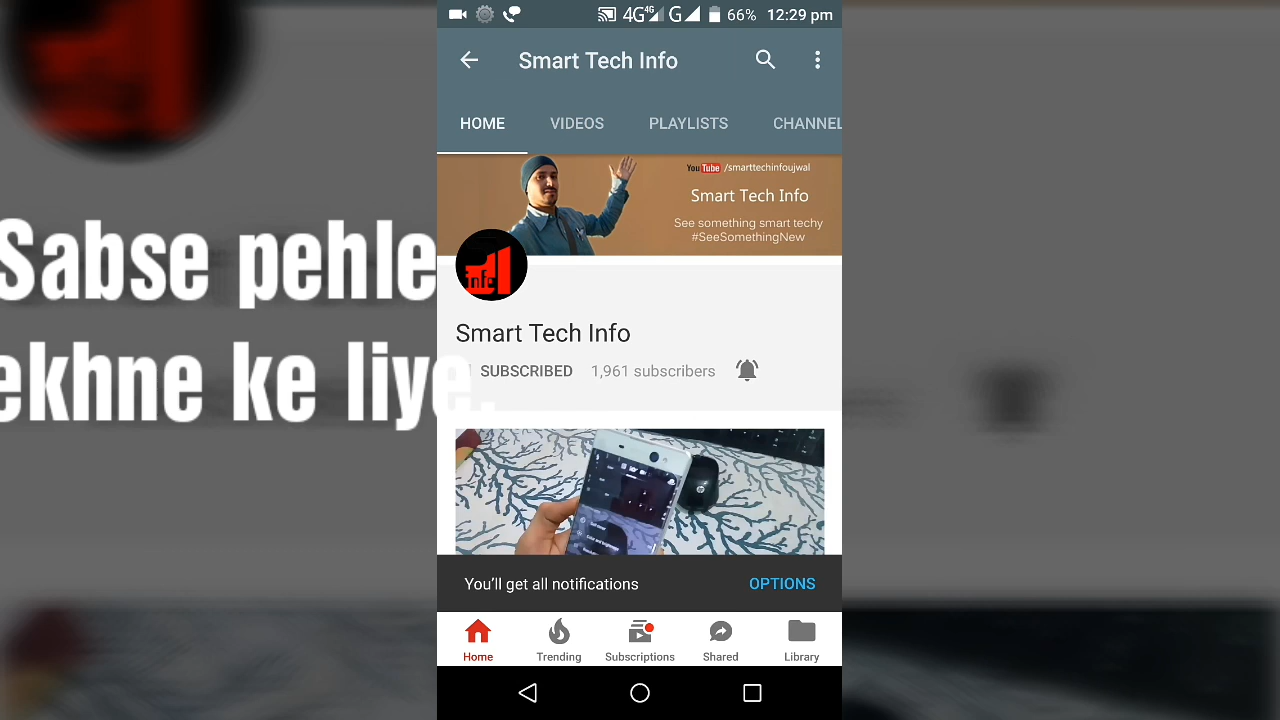 4G 4G G 66% 12:29 pm
Smart Tech Info
HOME VIDEOS PLAYLISTS CHANNEL
YouTube /smarttechinfoujwal
Smart Tech Info
See something smart techy
#SeeSomethingNew
info
Sabse pehle
ekhne ke liye.
Smart Tech Info
SUBSCRIBED 1,961 subscribers
You'll get all notifications OPTIONS
Home Trending Subscriptions Shared Library